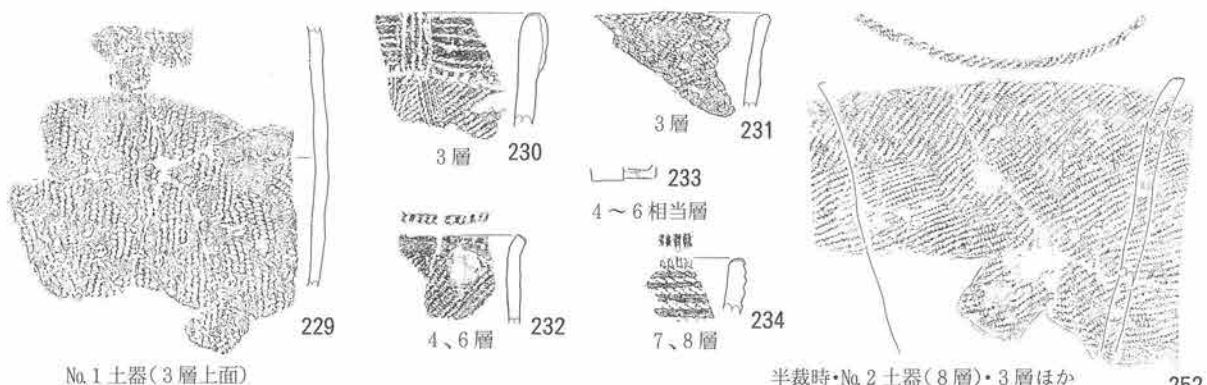 229
No.1土器(3層上面)
3層 230
3層 231
4、6層 232
233
4～6相当層
7、8層 234
半裁時・No.2土器(8層)・3層ほか
252